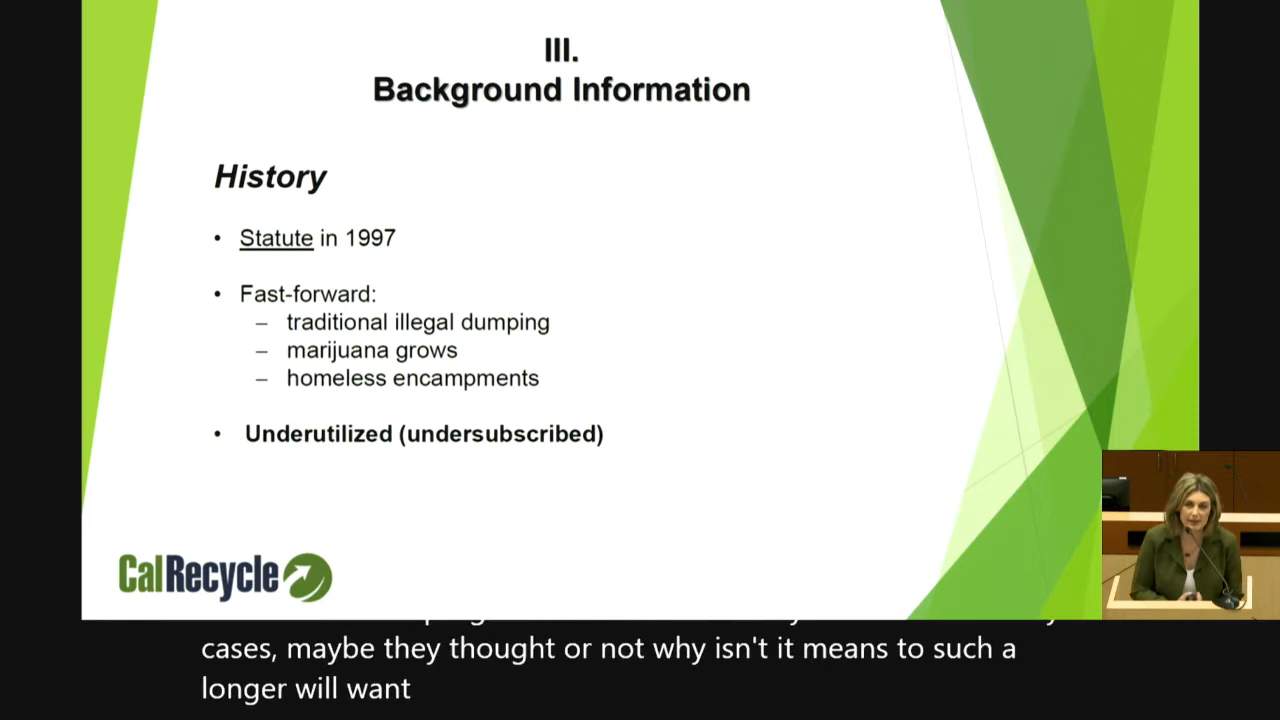 III.
Background Information
History
• Statute in 1997
• Fast-forward:
– traditional illegal dumping
– marijuana grows
– homeless encampments
• Underutilized (undersubscribed)
CalRecycle
cases, maybe they thought or not why isn't it means to such a
longer will want